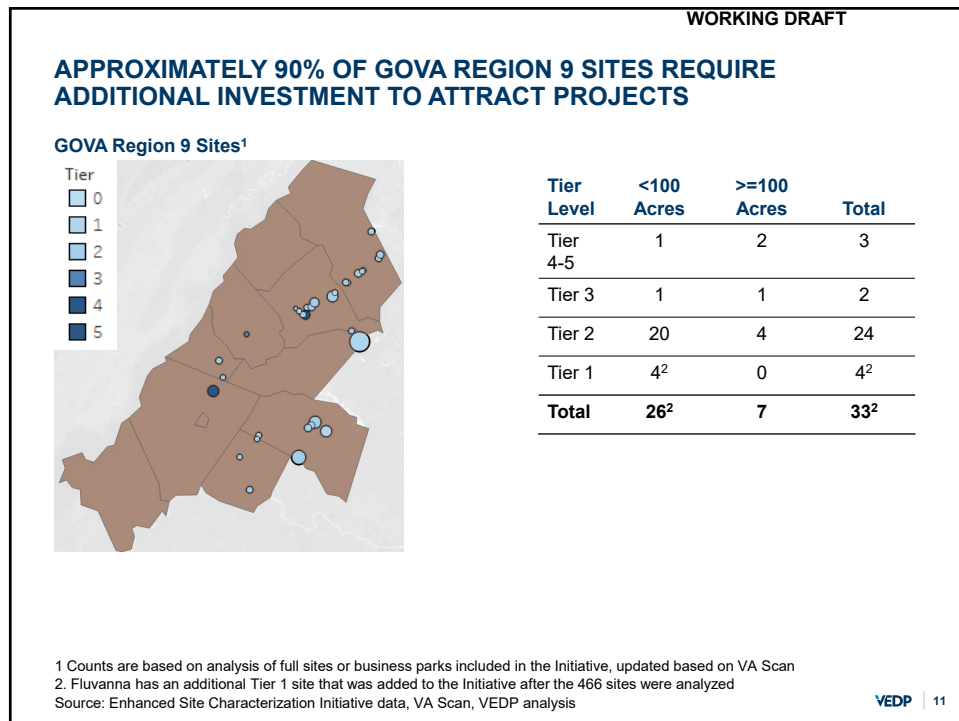 WORKING DRAFT
APPROXIMATELY 90% OF GOVA REGION 9 SITES REQUIRE
ADDITIONAL INVESTMENT TO ATTRACT PROJECTS
GOVA Region 9 Sites¹
Tier
0
1
2
3
4
5
Tier Level <100 Acres >=100 Acres Total
Tier 4-5 1 2 3
Tier 3 1 1 2
Tier 2 20 4 24
Tier 1 4² 0 4²
Total 26² 7 33²
1 Counts are based on analysis of full sites or business parks included in the Initiative, updated based on VA Scan
2. Fluvanna has an additional Tier 1 site that was added to the Initiative after the 466 sites were analyzed
Source: Enhanced Site Characterization Initiative data, VA Scan, VEDP analysis
VEDP 11